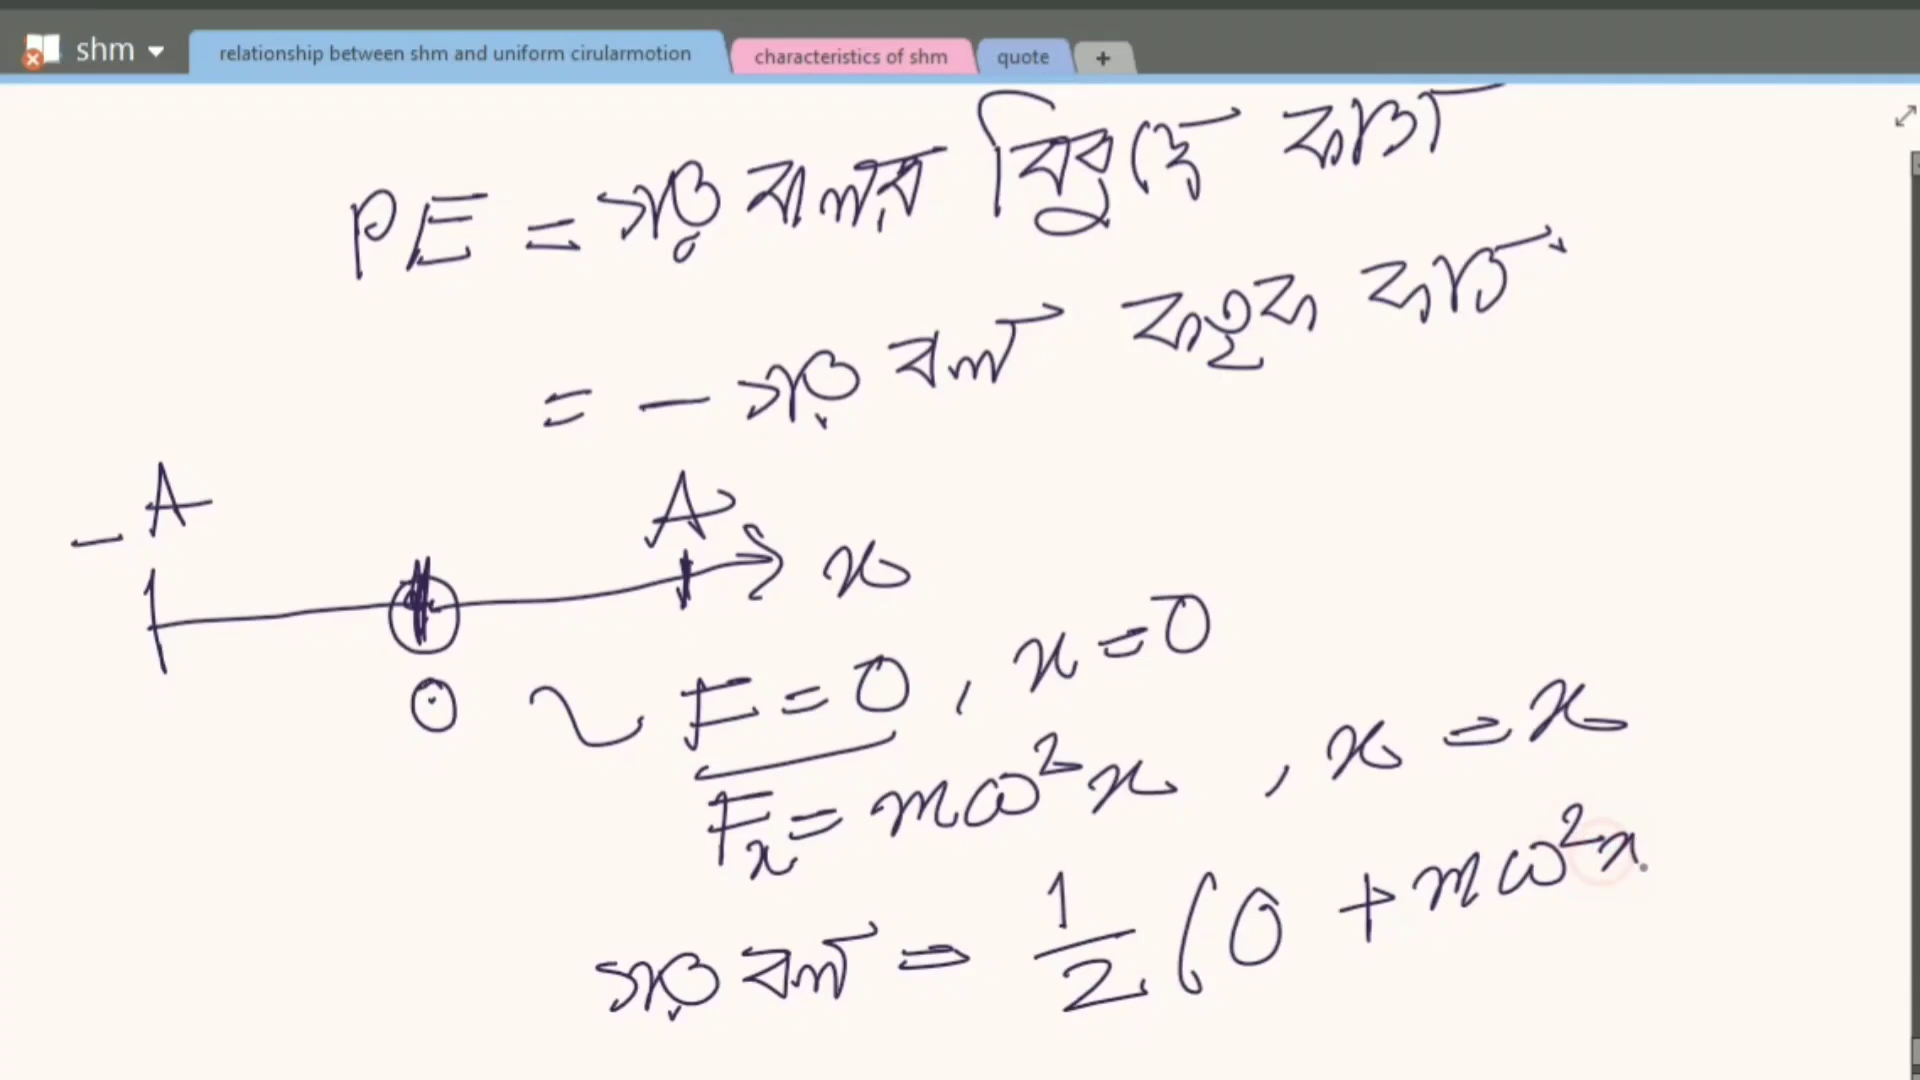 shm
relationship between shm and uniform cirularmotion
characteristics of shm
quote
+
PE = গড় বলের বিরুদ্ধে কাজ
= - গড় বল কর্তৃক কাজ
-A
A
x
O
F = 0 , x = 0
Fₓ = mω²x , x = x
গড় বল = 1/2 (0 + mω²x